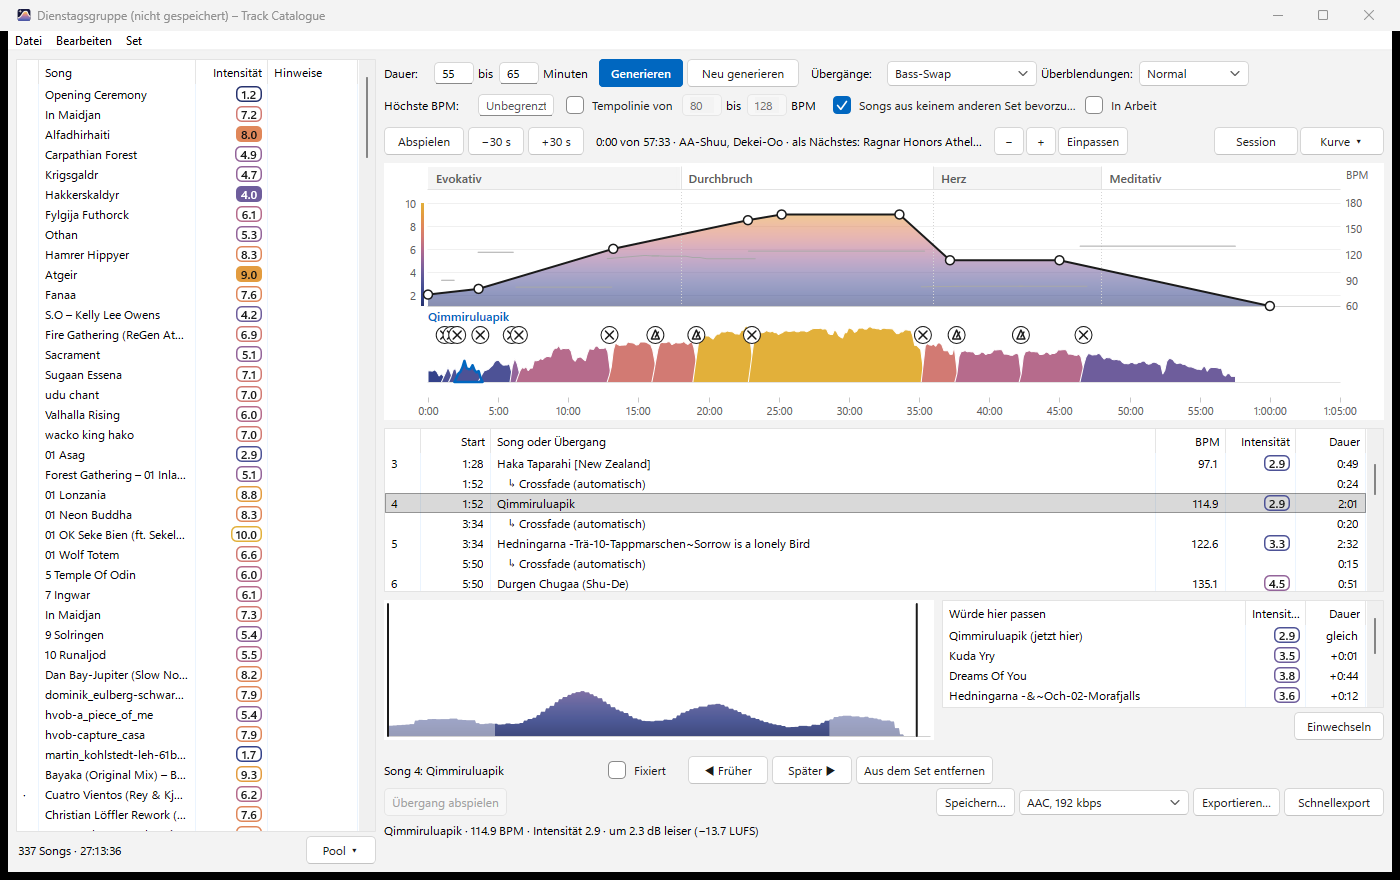 Dienstagsgruppe (nicht gespeichert) – Track Catalogue
Datei Bearbeiten Set
Song Intensität Hinweise
Opening Ceremony 1.2
In Maidjan 7.2
Alfadhirhaiti 8.0
Carpathian Forest 4.9
Krigsgaldr 4.7
Hakkerskaldyr 4.0
Fylgija Futhorck 6.1
Othan 5.3
Hamrer Hippyer 8.3
Atgeir 9.0
Fanaa 7.6
S.O – Kelly Lee Owens 4.2
Fire Gathering (ReGen At... 6.9
Sacrament 5.1
Sugaan Essena 7.1
udu chant 7.0
Valhalla Rising 6.0
wacko king hako 7.0
01 Asag 2.9
Forest Gathering – 01 Inla... 5.1
01 Lonzania 8.8
01 Neon Buddha 8.3
01 OK Seke Bien (ft. Sekel... 10.0
01 Wolf Totem 6.6
5 Temple Of Odin 6.0
7 Ingwar 6.1
In Maidjan 7.3
9 Solringen 5.4
10 Runaljod 5.5
Dan Bay-Jupiter (Slow No... 8.2
dominik_eulberg-schwar... 7.9
hvob-a_piece_of_me 5.4
hvob-capture_casa 7.9
martin_kohlstedt-leh-61b... 1.7
Bayaka (Original Mix) – B... 9.3
Cuatro Vientos (Rey & Kj... 6.2
Christian Löffler Rework (... 7.6
337 Songs · 27:13:36 Pool
Dauer: 55 bis 65 Minuten Generieren Neu generieren Übergänge: Bass-Swap Überblendungen: Normal
Höchste BPM: Unbegrenzt Tempolinie von 80 bis 128 BPM Songs aus keinem anderen Set bevorzu... In Arbeit
Abspielen −30 s +30 s 0:00 von 57:33 · AA-Shuu, Dekei-Oo · als Nächstes: Ragnar Honors Athel... − + Einpassen Session Kurve
Evokativ Durchbruch Herz Meditativ BPM
10 180
8 150
6 120
4 90
2 60
Qimmiruluapik
0:00 5:00 10:00 15:00 20:00 25:00 30:00 35:00 40:00 45:00 50:00 55:00 1:00:00 1:05:00
Start Song oder Übergang BPM Intensität Dauer
3 1:28 Haka Taparahi [New Zealand] 97.1 2.9 0:49
1:52 ↳ Crossfade (automatisch) 0:24
4 1:52 Qimmiruluapik 114.9 2.9 2:01
3:34 ↳ Crossfade (automatisch) 0:20
5 3:34 Hedningarna -Trä-10-Tappmarschen~Sorrow is a lonely Bird 122.6 3.3 2:32
5:50 ↳ Crossfade (automatisch) 0:15
6 5:50 Durgen Chugaa (Shu-De) 135.1 4.5 0:51
Würde hier passen Intensit... Dauer
Qimmiruluapik (jetzt hier) 2.9 gleich
Kuda Yry 3.5 +0:01
Dreams Of You 3.8 +0:44
Hedningarna -&~Och-02-Morafjalls 3.6 +0:12
Einwechseln
Song 4: Qimmiruluapik Fixiert ◀ Früher Später ▶ Aus dem Set entfernen
Übergang abspielen Speichern... AAC, 192 kbps Exportieren... Schnellexport
Qimmiruluapik · 114.9 BPM · Intensität 2.9 · um 2.3 dB leiser (−13.7 LUFS)